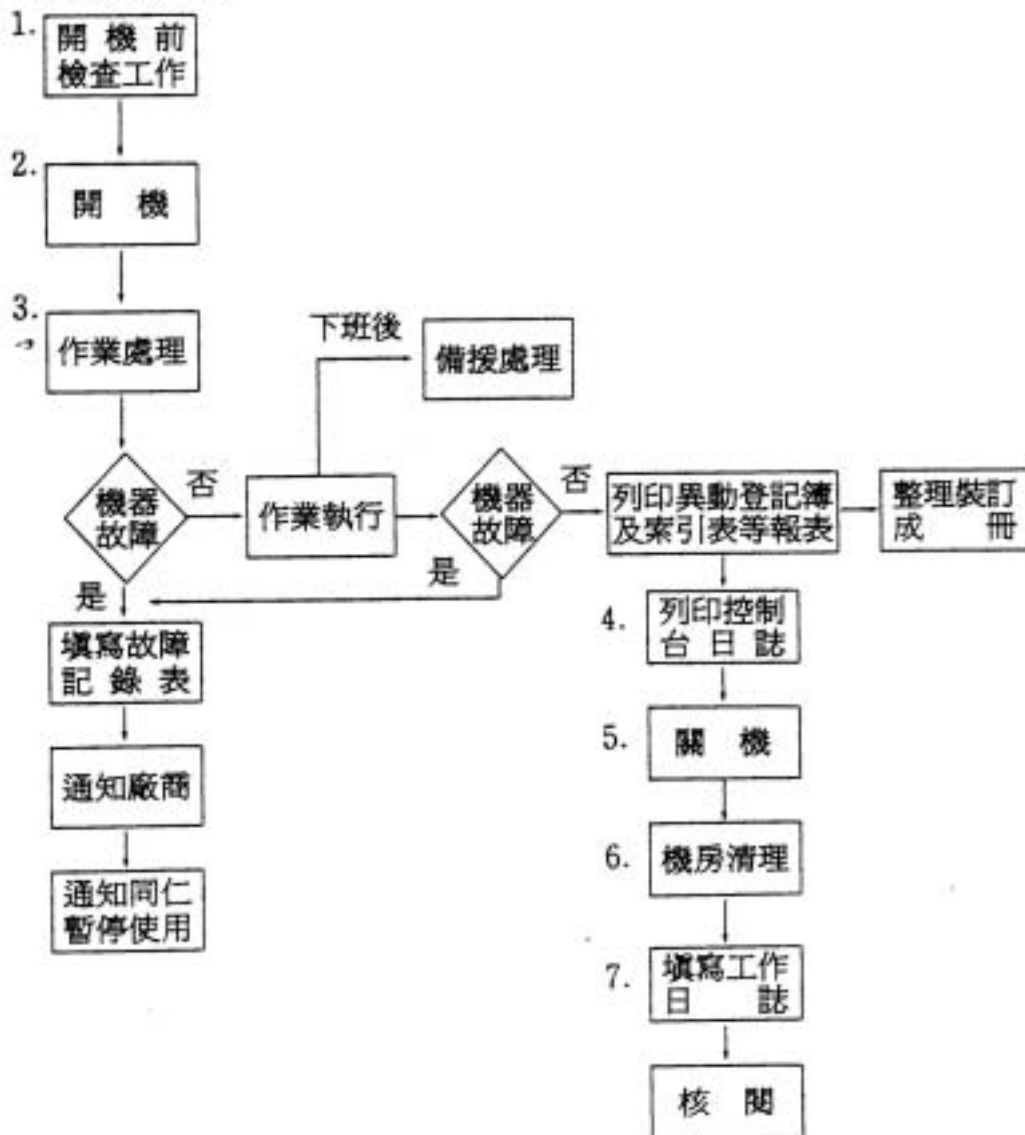 1.
開機前
檢查工作
2.
開機
3.
作業處理
下班後
備援處理
機器
故障
否
作業執行
機器
故障
否
列印異動登記簿
及索引表等報表
整理裝訂
成冊
是
是
填寫故障
記錄表
通知廠商
通知同仁
暫停使用
4.
列印控制
台日誌
5.
關機
6.
機房清理
7.
填寫工作
日誌
核閱